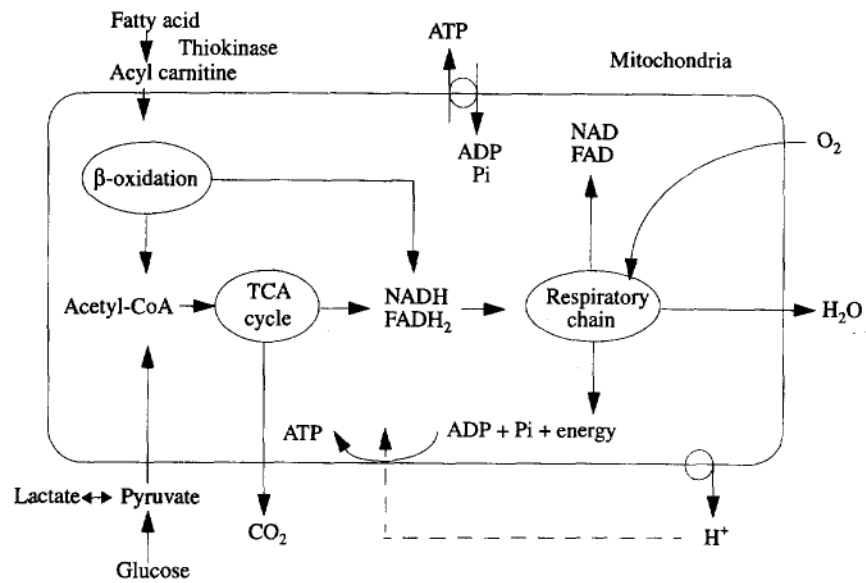 Fatty acid
Thiokinase
Acyl carnitine
ATP
Mitochondria
ADP
Pi
NAD
FAD
O₂
β-oxidation
Acetyl-CoA
TCA
cycle
NADH
FADH₂
Respiratory
chain
H₂O
ATP
ADP + Pi + energy
Lactate
Pyruvate
CO₂
H⁺
Glucose